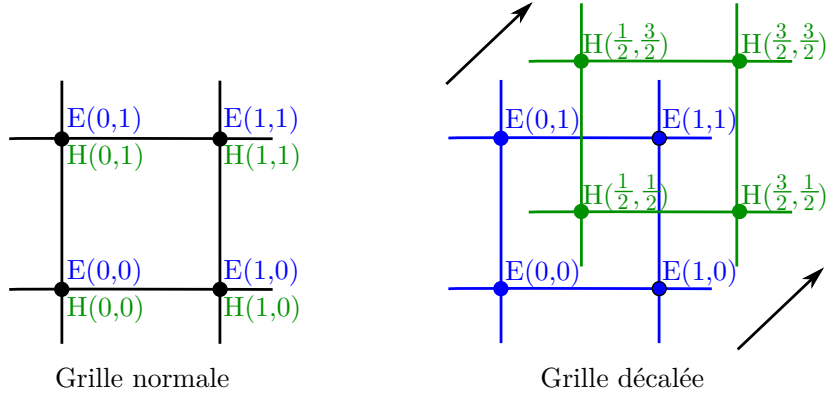 E(0,1) E(1,1)
H(0,1) H(1,1)
E(0,0) E(1,0)
H(0,0) H(1,0)
Grille normale
H(1/2,3/2) H(3/2,3/2)
E(0,1) E(1,1)
H(1/2,1/2) H(3/2,1/2)
E(0,0) E(1,0)
Grille décalée